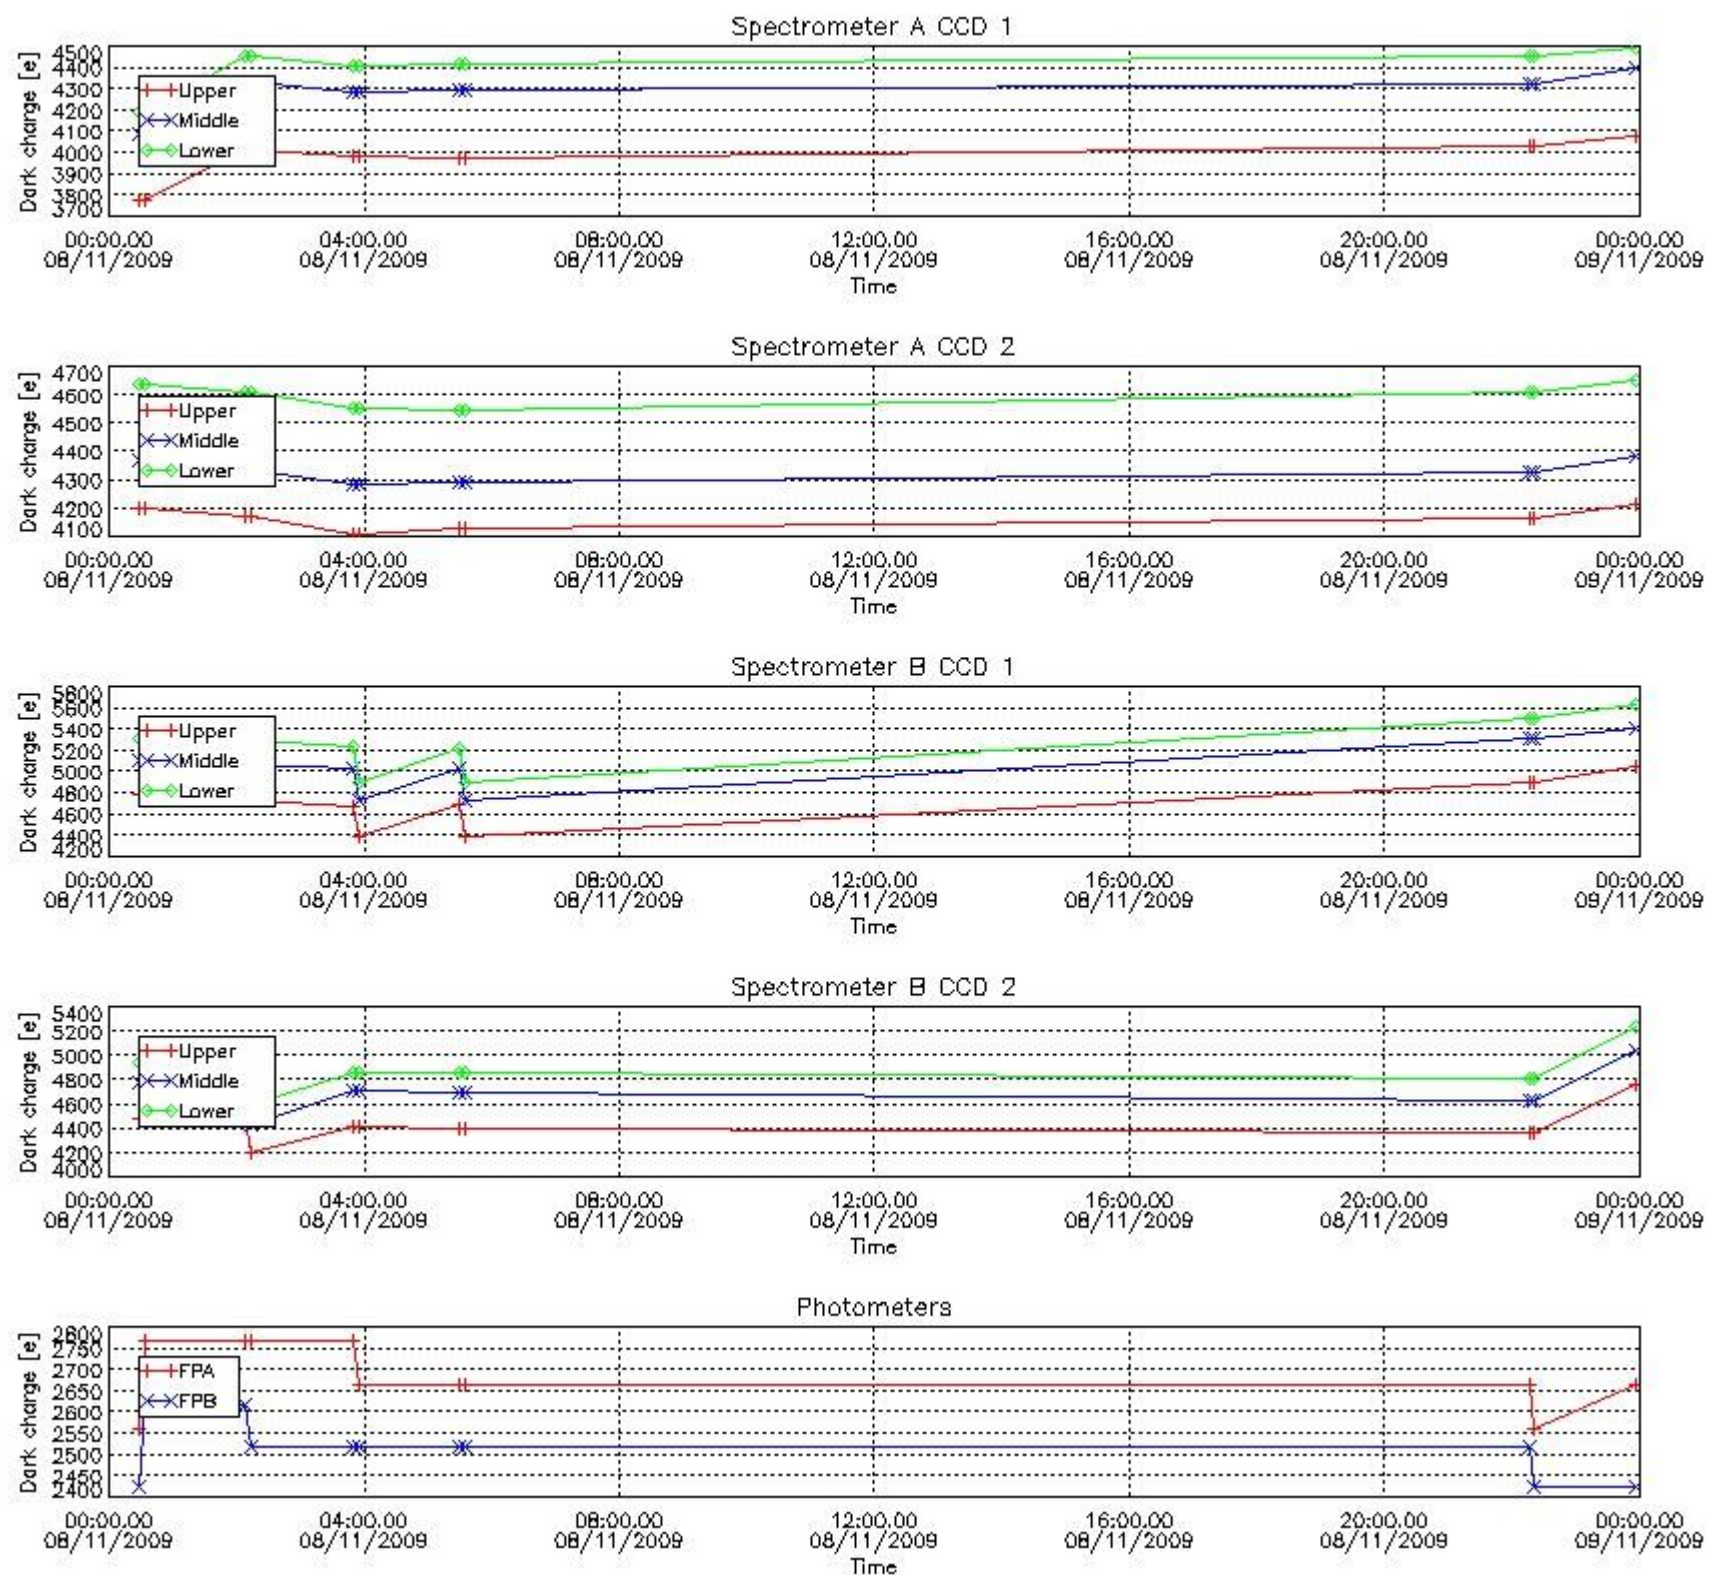 Spectrometer A CCD 1
Dark charge [e]
4500
4400
4300
4200
4100
4000
3900
3800
3700
Upper
Middle
Lower
00:00.00 04:00.00 08:00.00 12:00.00 16:00.00 20:00.00 00:00.00
08/11/2009 08/11/2009 08/11/2009 08/11/2009 08/11/2009 08/11/2009 09/11/2009
Time
Spectrometer A CCD 2
Dark charge [e]
4700
4600
4500
4400
4300
4200
4100
Upper
Middle
Lower
00:00.00 04:00.00 08:00.00 12:00.00 16:00.00 20:00.00 00:00.00
08/11/2009 08/11/2009 08/11/2009 08/11/2009 08/11/2009 08/11/2009 09/11/2009
Time
Spectrometer B CCD 1
Dark charge [e]
5800
5600
5400
5200
5000
4800
4600
4400
4200
Upper
Middle
Lower
00:00.00 04:00.00 08:00.00 12:00.00 16:00.00 20:00.00 00:00.00
08/11/2009 08/11/2009 08/11/2009 08/11/2009 08/11/2009 08/11/2009 09/11/2009
Time
Spectrometer B CCD 2
Dark charge [e]
5400
5200
5000
4800
4600
4400
4200
4000
Upper
Middle
Lower
00:00.00 04:00.00 08:00.00 12:00.00 16:00.00 20:00.00 00:00.00
08/11/2009 08/11/2009 08/11/2009 08/11/2009 08/11/2009 08/11/2009 09/11/2009
Time
Photometers
Dark charge [e]
2800
2750
2700
2650
2600
2550
2500
2450
2400
FPA
FPB
00:00.00 04:00.00 08:00.00 12:00.00 16:00.00 20:00.00 00:00.00
08/11/2009 08/11/2009 08/11/2009 08/11/2009 08/11/2009 08/11/2009 09/11/2009
Time